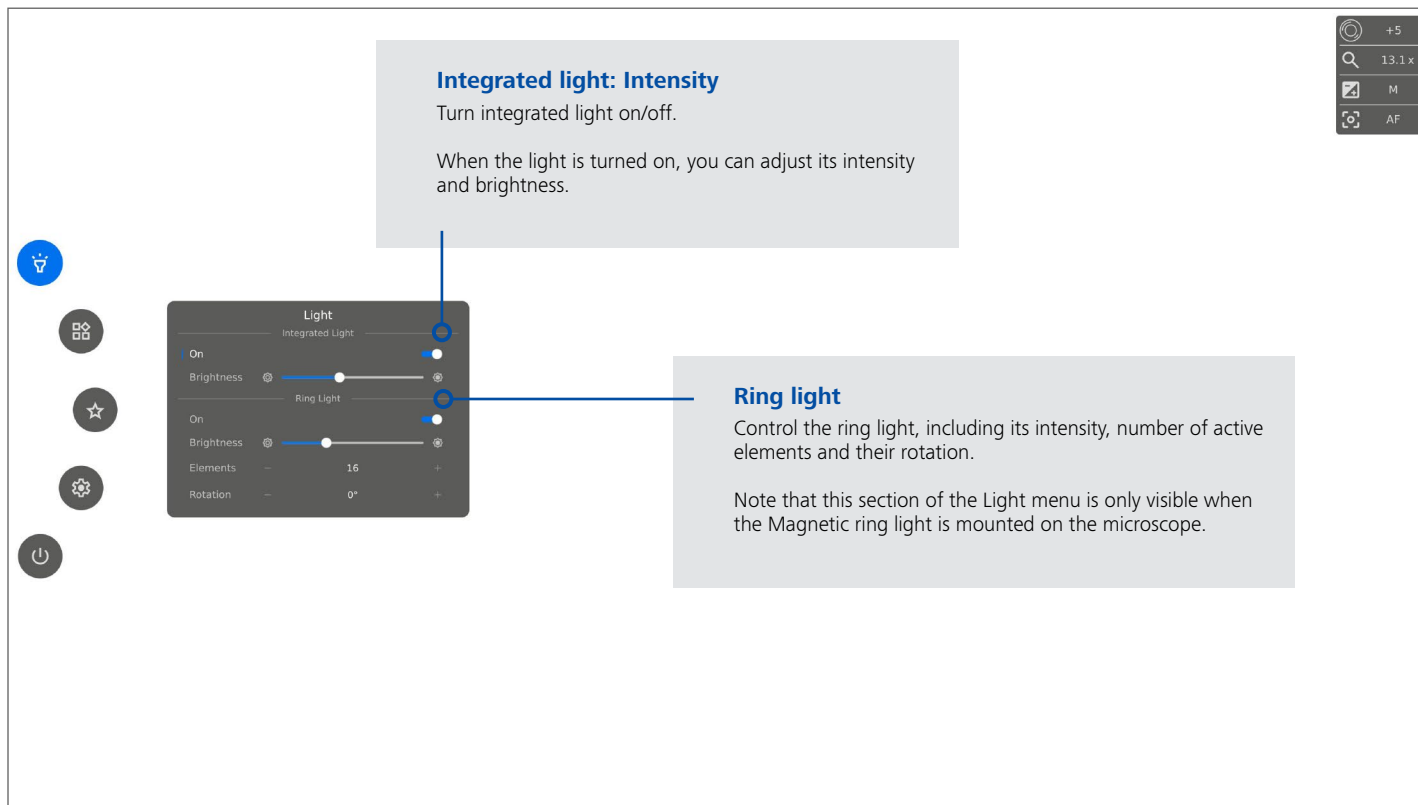 +5
13.1 x
M
AF
Integrated light: Intensity
Turn integrated light on/off.
When the light is turned on, you can adjust its intensity
and brightness.
Light
Integrated Light
On
Brightness
Ring Light
On
Brightness
Elements – 16 +
Rotation – 0° +
Ring light
Control the ring light, including its intensity, number of active
elements and their rotation.
Note that this section of the Light menu is only visible when
the Magnetic ring light is mounted on the microscope.